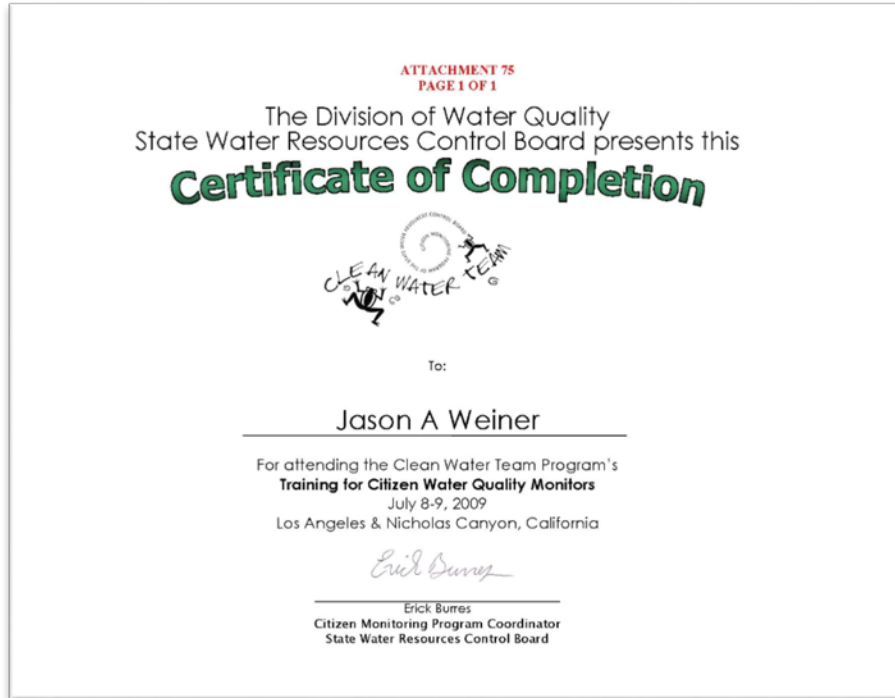 ATTACHMENT 75
PAGE 1 OF 1
The Division of Water Quality
State Water Resources Control Board presents this
Certificate of Completion
CLEAN WATER TEAM
To:
Jason A Weiner
For attending the Clean Water Team Program's
Training for Citizen Water Quality Monitors
July 8-9, 2009
Los Angeles & Nicholas Canyon, California
Erick Burres
Erick Burres
Citizen Monitoring Program Coordinator
State Water Resources Control Board